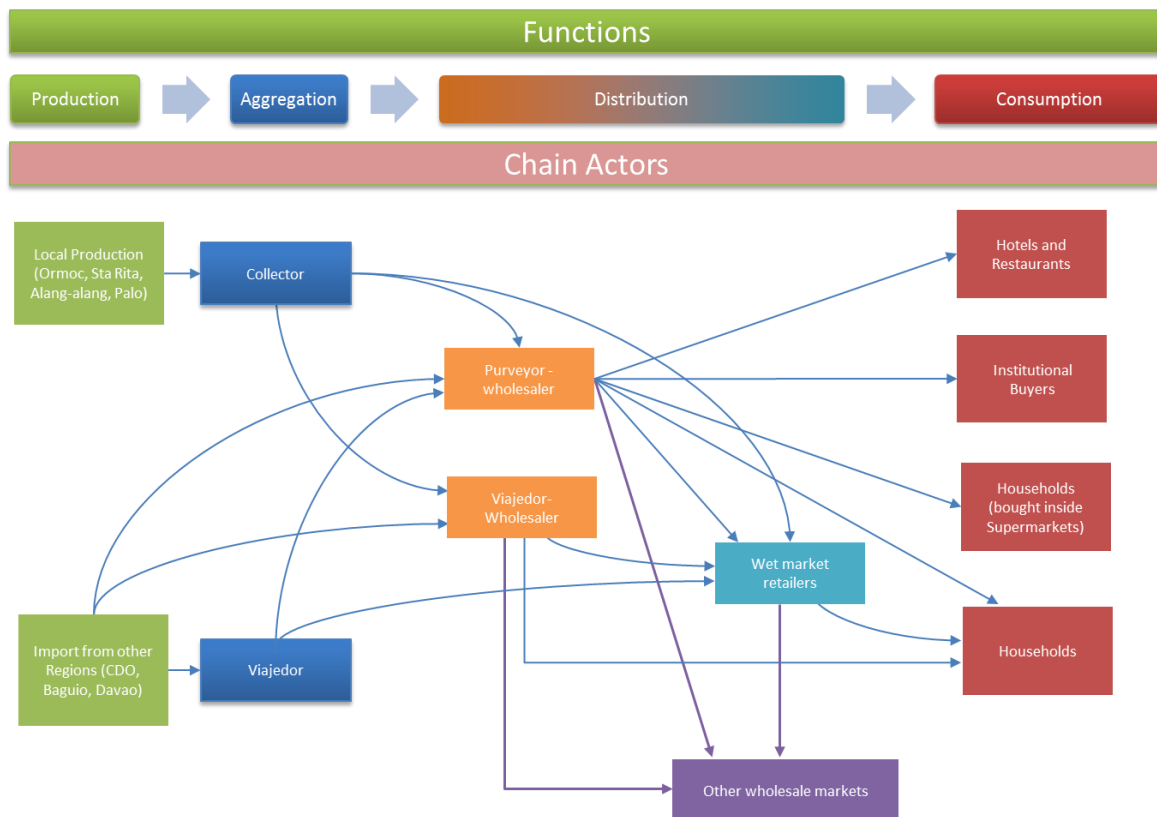 Functions
Production
Aggregation
Distribution
Consumption
Chain Actors
Local Production
(Ormoc, Sta Rita,
Alang-alang, Palo)
Collector
Hotels and
Restaurants
Purveyor -
wholesaler
Institutional
Buyers
Viajedor-
Wholesaler
Households
(bought inside
Supermarkets)
Wet market
retailers
Import from other
Regions (CDO,
Baguio, Davao)
Viajedor
Households
Other wholesale markets